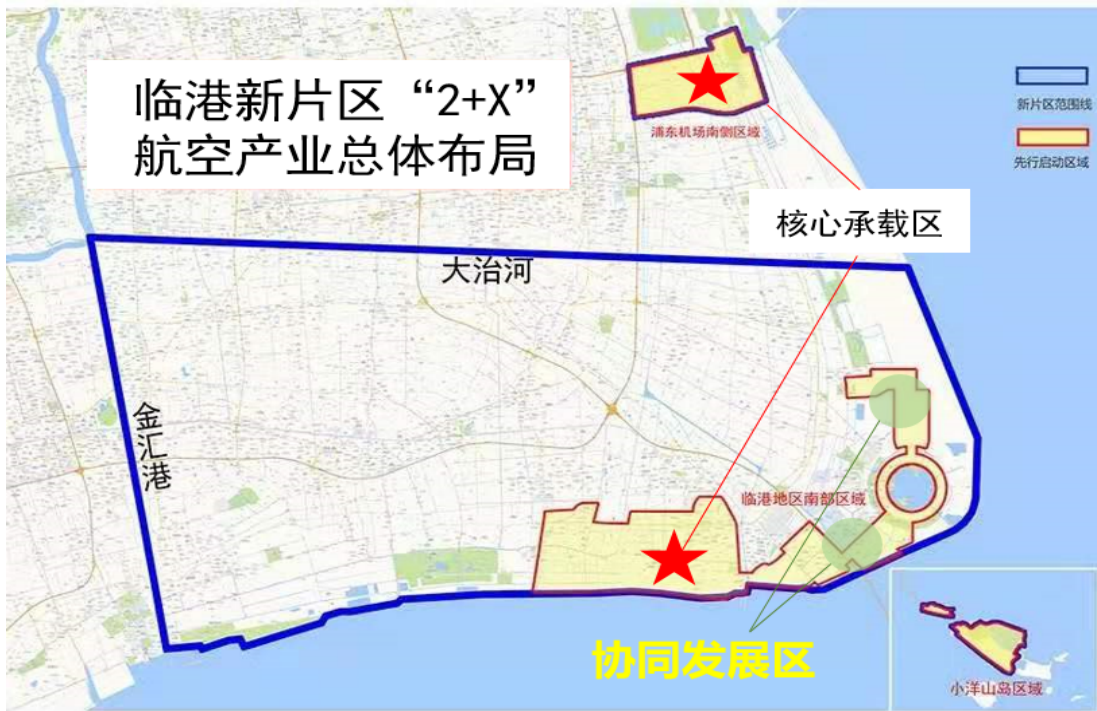 临港新片区“2+X”
航空产业总体布局
新片区范围线
先行启动区域
浦东机场南侧区域
核心承载区
大治河
金汇港
临港地区南部区域
协同发展区
小洋山岛区域